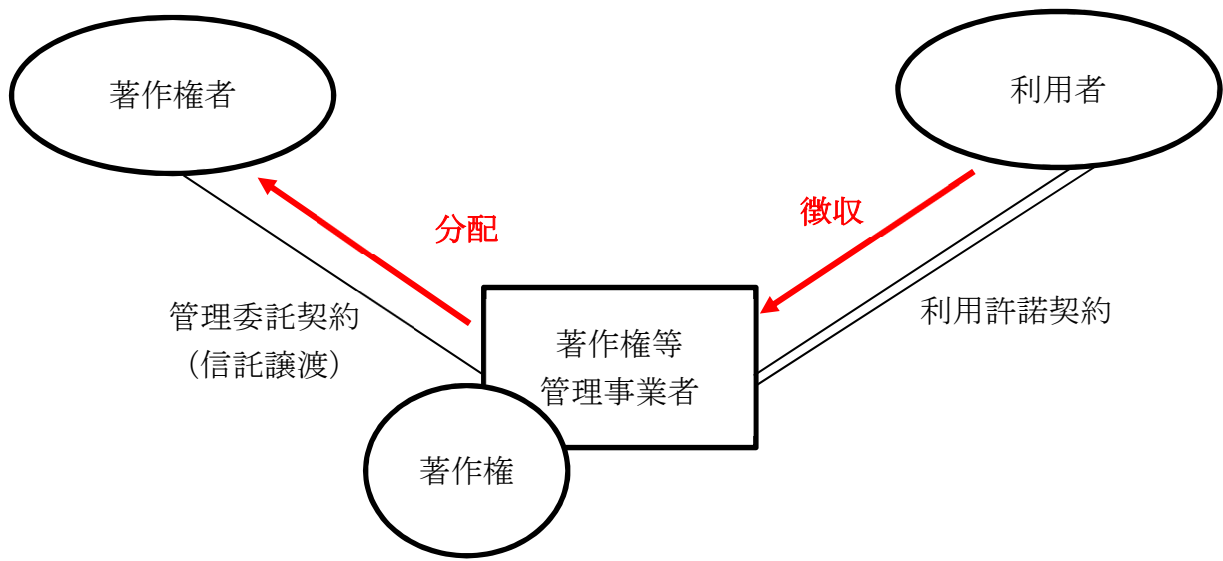 著作権者
利用者
分配
徴収
管理委託契約
（信託譲渡）
利用許諾契約
著作権等
管理事業者
著作権